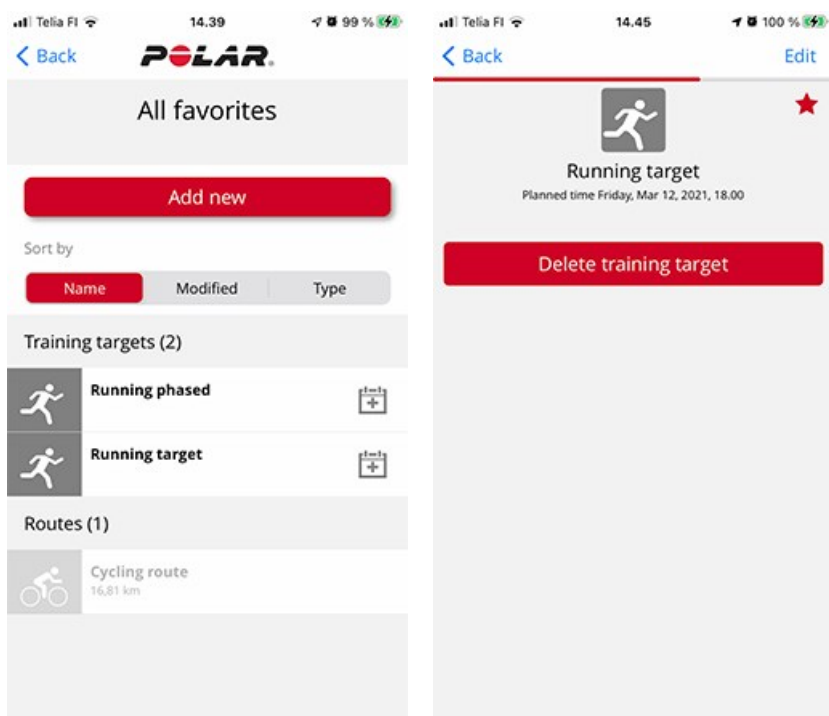 Telia FI 14.39 99 %
Back POLAR.
All favorites
Add new
Sort by
Name Modified Type
Training targets (2)
Running phased
Running target
Routes (1)
Cycling route
16,81 km
Telia FI 14.45 100 %
Back Edit
Running target
Planned time Friday, Mar 12, 2021, 18.00
Delete training target